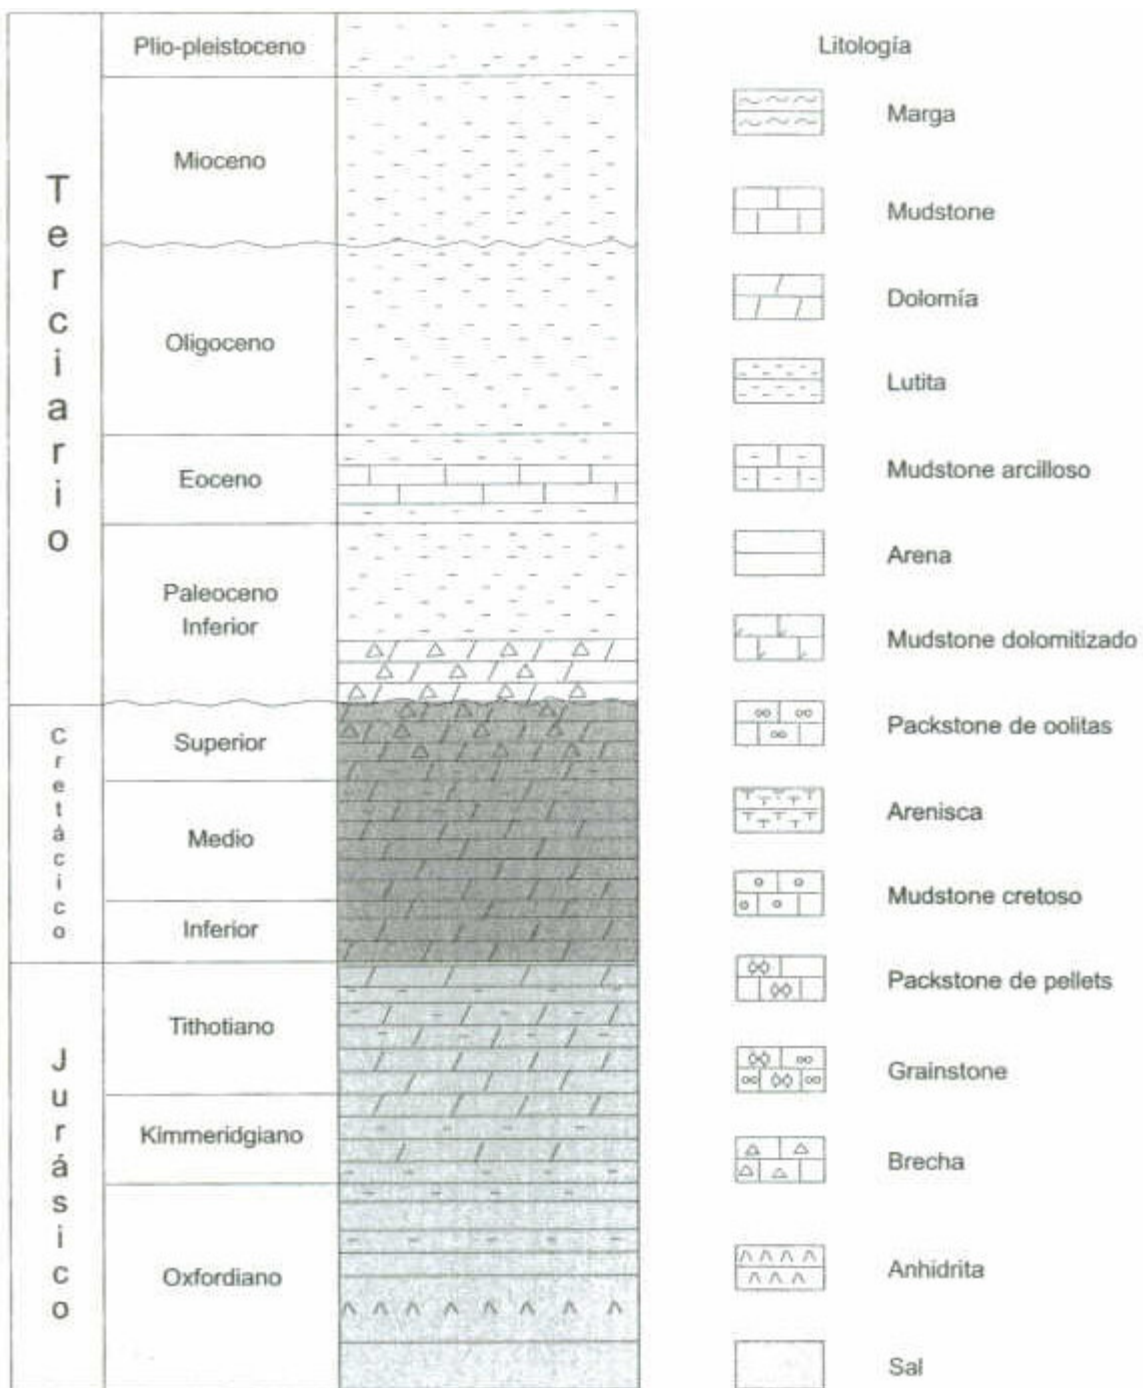 Terciario
Plio-pleistoceno
Mioceno
Oligoceno
Eoceno
Paleoceno
Inferior
Cretácico
Superior
Medio
Inferior
Jurásico
Tithotiano
Kimmeridgiano
Oxfordiano
Litología
Marga
Mudstone
Dolomía
Lutita
Mudstone arcilloso
Arena
Mudstone dolomitizado
Packstone de oolitas
Arenisca
Mudstone cretoso
Packstone de pellets
Grainstone
Brecha
Anhidrita
Sal